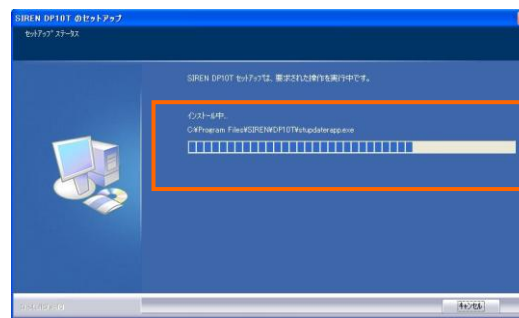 SIREN DP10T のセットアップ
セットアップ ステータス
SIREN DP10T セットアップは、要求された操作を実行中です。
インストール中..
C:¥Program Files¥SIREN¥DP10T¥stupdaterapp.exe
キャンセル